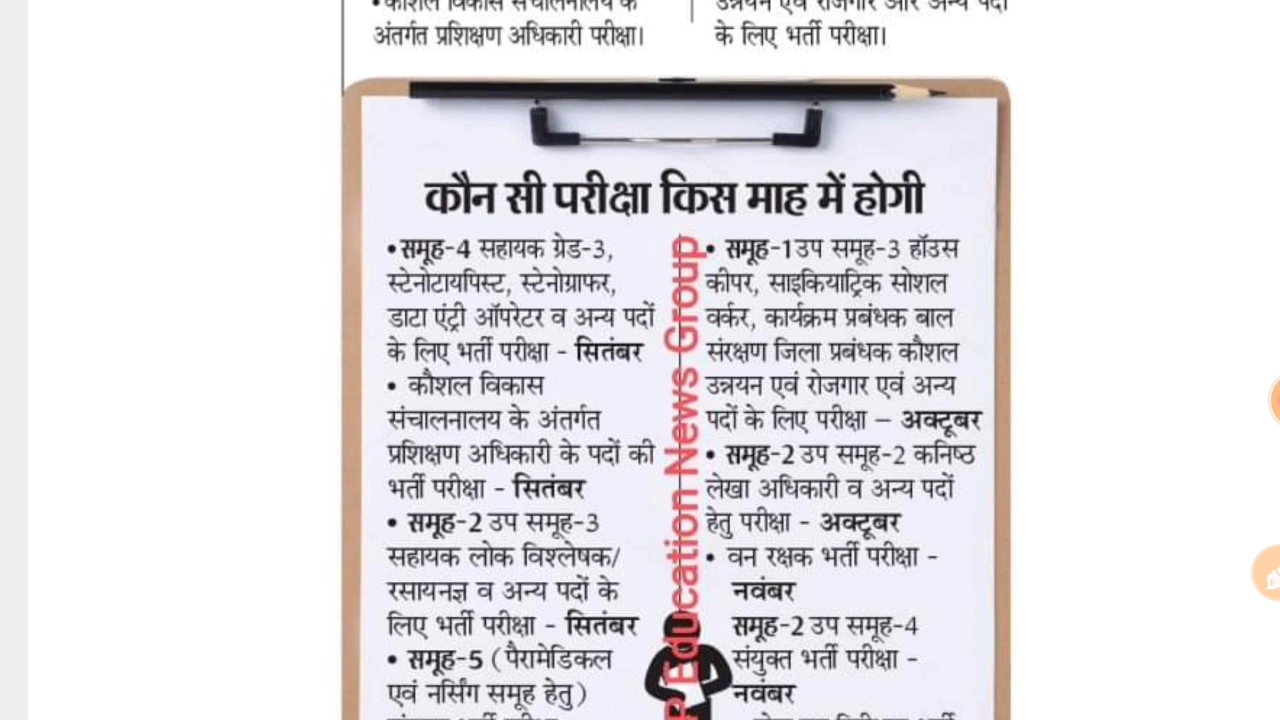 अंतर्गत प्रशिक्षण अधिकारी परीक्षा।
के लिए भर्ती परीक्षा।
कौन सी परीक्षा किस माह में होगी
•समूह-4 सहायक ग्रेड-3,
स्टेनोटायपिस्ट, स्टेनोग्राफर,
डाटा एंट्री ऑपरेटर व अन्य पदों
के लिए भर्ती परीक्षा - सितंबर
• कौशल विकास
संचालनालय के अंतर्गत
प्रशिक्षण अधिकारी के पदों की
भर्ती परीक्षा - सितंबर
• समूह-2 उप समूह-3
सहायक लोक विश्लेषक/
रसायनज्ञ व अन्य पदों के
लिए भर्ती परीक्षा - सितंबर
• समूह-5 (पैरामेडिकल
एवं नर्सिंग समूह हेतु)
• समूह-1उप समूह-3 हॉउस
कीपर, साइकियाट्रिक सोशल
वर्कर, कार्यक्रम प्रबंधक बाल
संरक्षण जिला प्रबंधक कौशल
उन्नयन एवं रोजगार एवं अन्य
पदों के लिए परीक्षा – अक्टूबर
• समूह-2 उप समूह-2 कनिष्ठ
लेखा अधिकारी व अन्य पदों
हेतु परीक्षा - अक्टूबर
• वन रक्षक भर्ती परीक्षा -
नवंबर
समूह-2 उप समूह-4
संयुक्त भर्ती परीक्षा -
नवंबर
P Education News Group